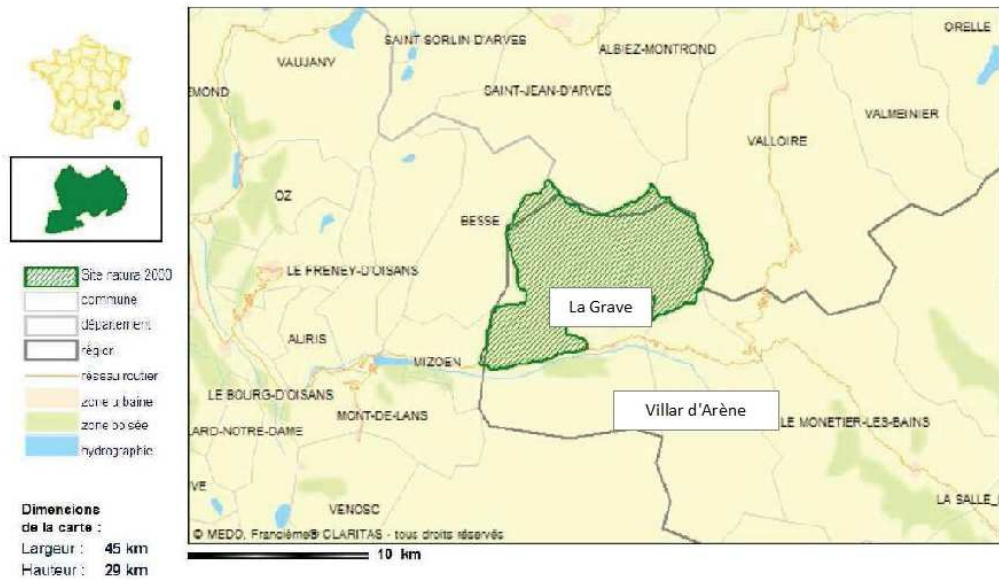 SAINT SORLIN D'ARVES
ALBIEZ-MONTROND
ORELLE
VAUJANY
EMOND
SAINT-JEAN-D'ARVES
VALMEINIER
VALLOIRE
OZ
BESSE
LE FRENEY-D'OISANS
La Grave
AURIS
MIZOEN
LE BOURG-D'OISANS
MONT-DE-LANS
Villar d'Arène
LE MONETIER-LES-BAINS
LARD-NOTRE-DAME
VE
VENOSC
LA SALLE_
© MEDD, Francième® CLARITAS - tous droits réservés
10 km
Site natura 2000
commune
département
région
réseau routier
zone urbaine
zone boisée
hydrographie
Dimensions
de la carte :
Largeur : 45 km
Hauteur : 29 km